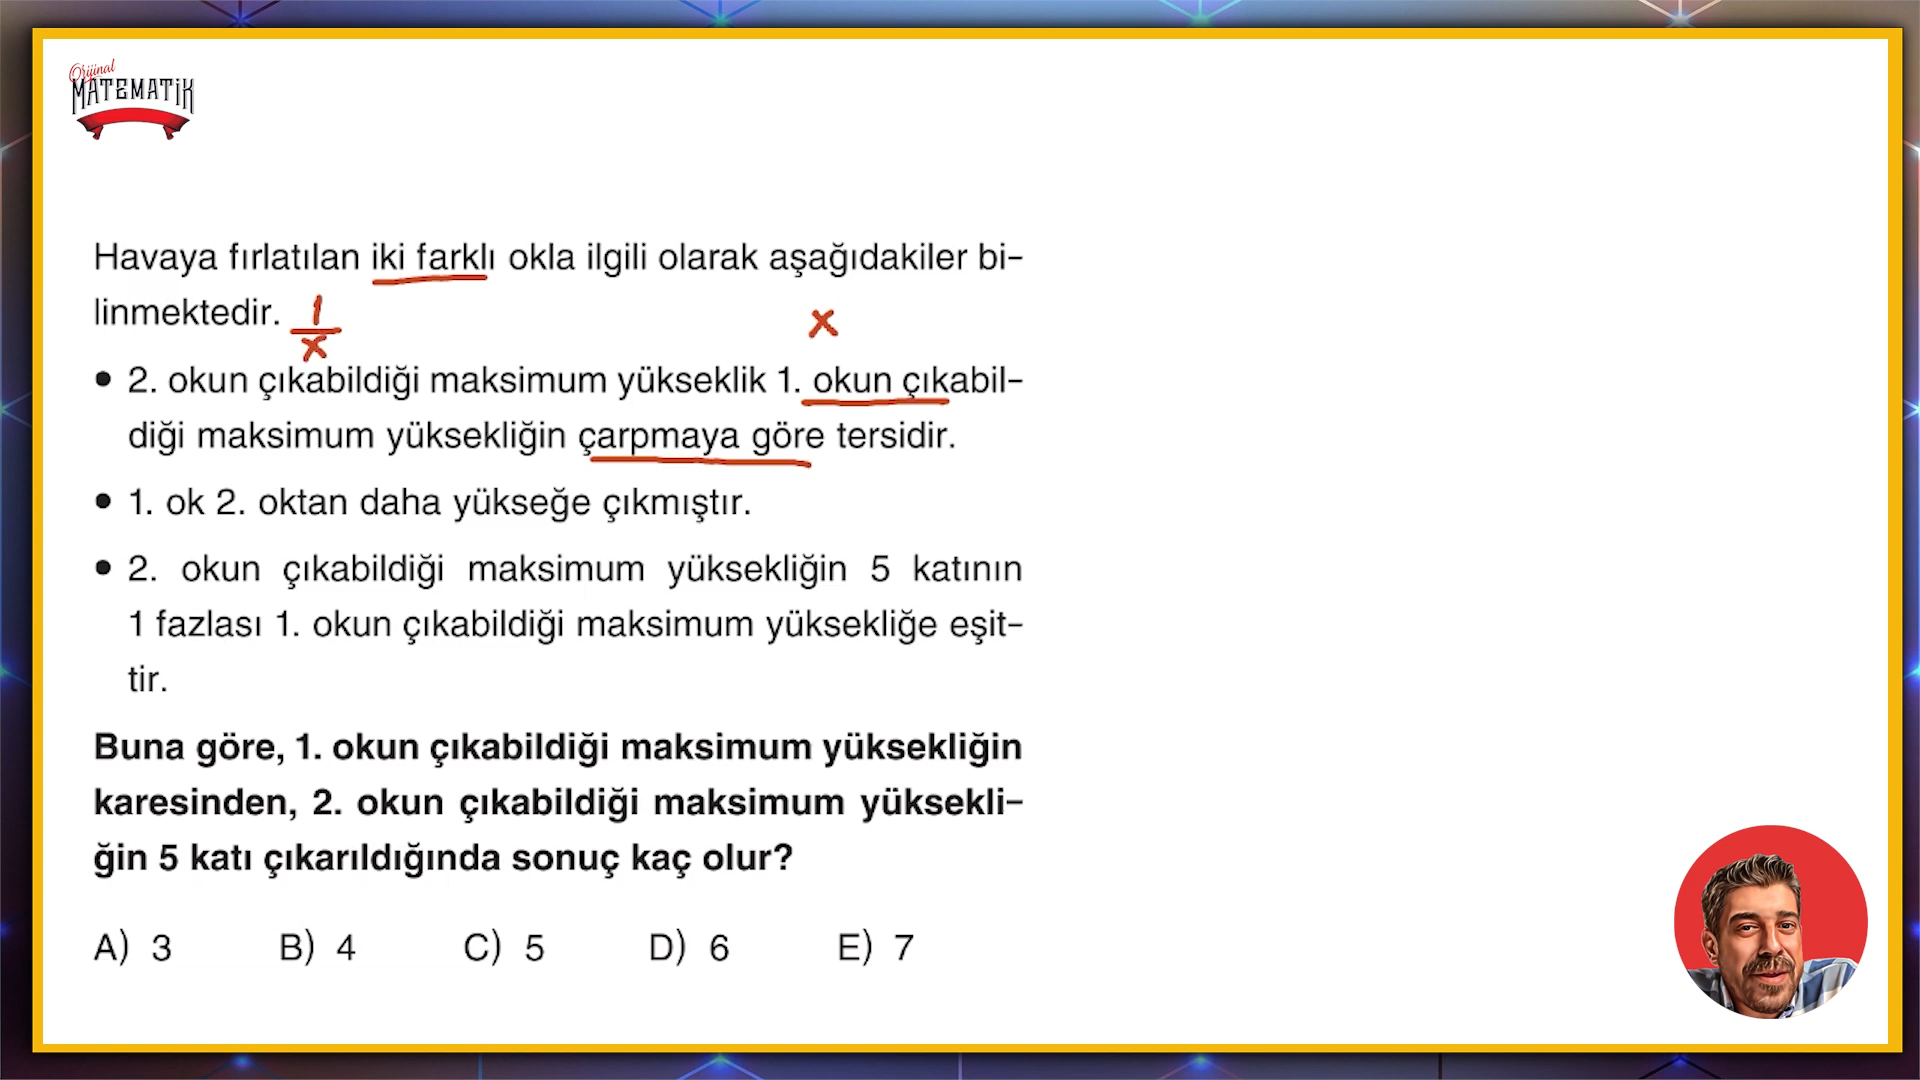 Orijinal
MATEMATİK
Havaya fırlatılan iki farklı okla ilgili olarak aşağıdakiler bi-
linmektedir.
1
x
x
• 2. okun çıkabildiği maksimum yükseklik 1. okun çıkabil-
diği maksimum yüksekliğin çarpmaya göre tersidir.
• 1. ok 2. oktan daha yükseğe çıkmıştır.
• 2. okun çıkabildiği maksimum yüksekliğin 5 katının
1 fazlası 1. okun çıkabildiği maksimum yüksekliğe eşit-
tir.
Buna göre, 1. okun çıkabildiği maksimum yüksekliğin
karesinden, 2. okun çıkabildiği maksimum yüksekli-
ğin 5 katı çıkarıldığında sonuç kaç olur?
A) 3 B) 4 C) 5 D) 6 E) 7